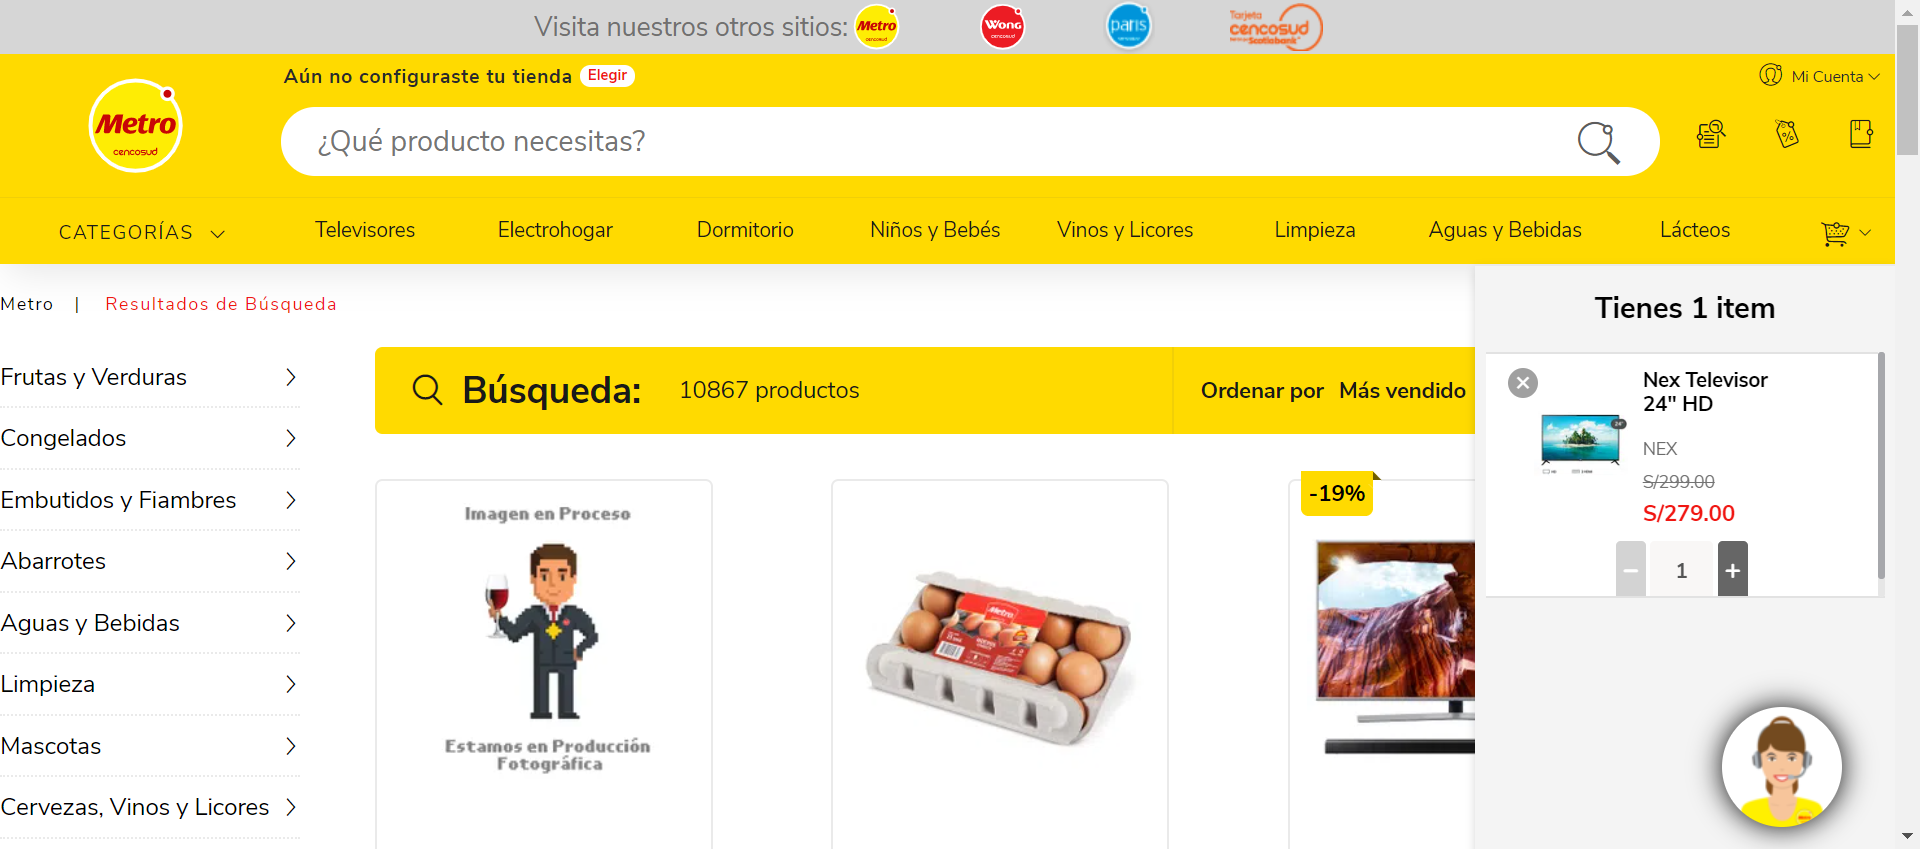 Visita nuestros otros sitios:
Metro
cencosud
Wong
cencosud
paris
Tarjeta
cencosud
Scotiabank
Aún no configuraste tu tienda
Elegir
Mi Cuenta
Metro
cencosud
¿Qué producto necesitas?
CATEGORÍAS
Televisores
Electrohogar
Dormitorio
Niños y Bebés
Vinos y Licores
Limpieza
Aguas y Bebidas
Lácteos
Metro | Resultados de Búsqueda
Frutas y Verduras
Congelados
Embutidos y Fiambres
Abarrotes
Aguas y Bebidas
Limpieza
Mascotas
Cervezas, Vinos y Licores
Búsqueda:
10867 productos
Ordenar por
Más vendido
Imagen en Proceso
Estamos en Producción
Fotográfica
Metro
-19%
Tienes 1 item
Nex Televisor
24" HD
NEX
S/299.00
S/279.00
− 1 +
24"